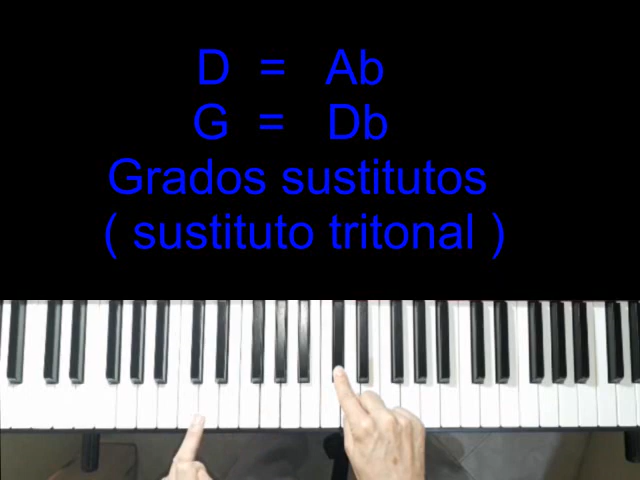 D = Ab
G = Db
Grados sustitutos
( sustituto tritonal )